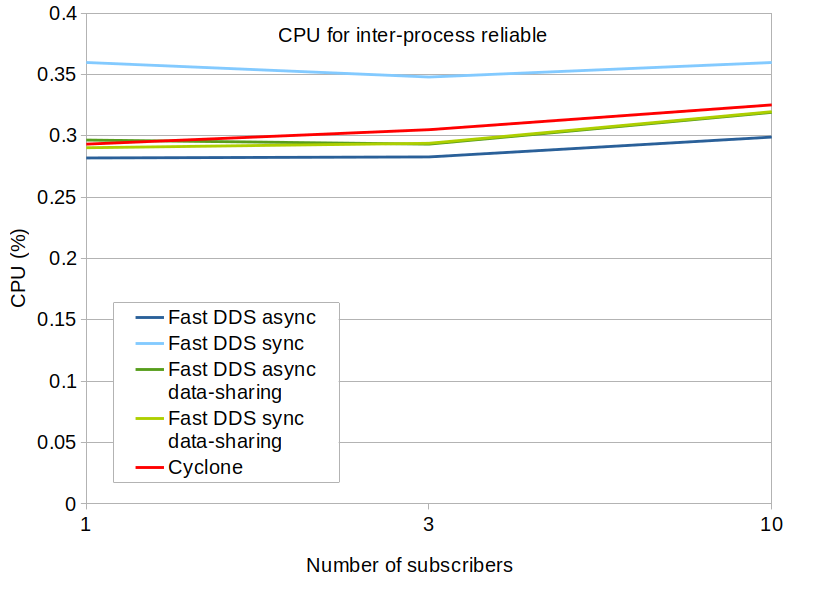 CPU for inter-process reliable
0.4
0.35
0.3
0.25
0.2
0.15
0.1
0.05
0
CPU (%)
Fast DDS async
Fast DDS sync
Fast DDS async
data-sharing
Fast DDS sync
data-sharing
Cyclone
1 3 10
Number of subscribers